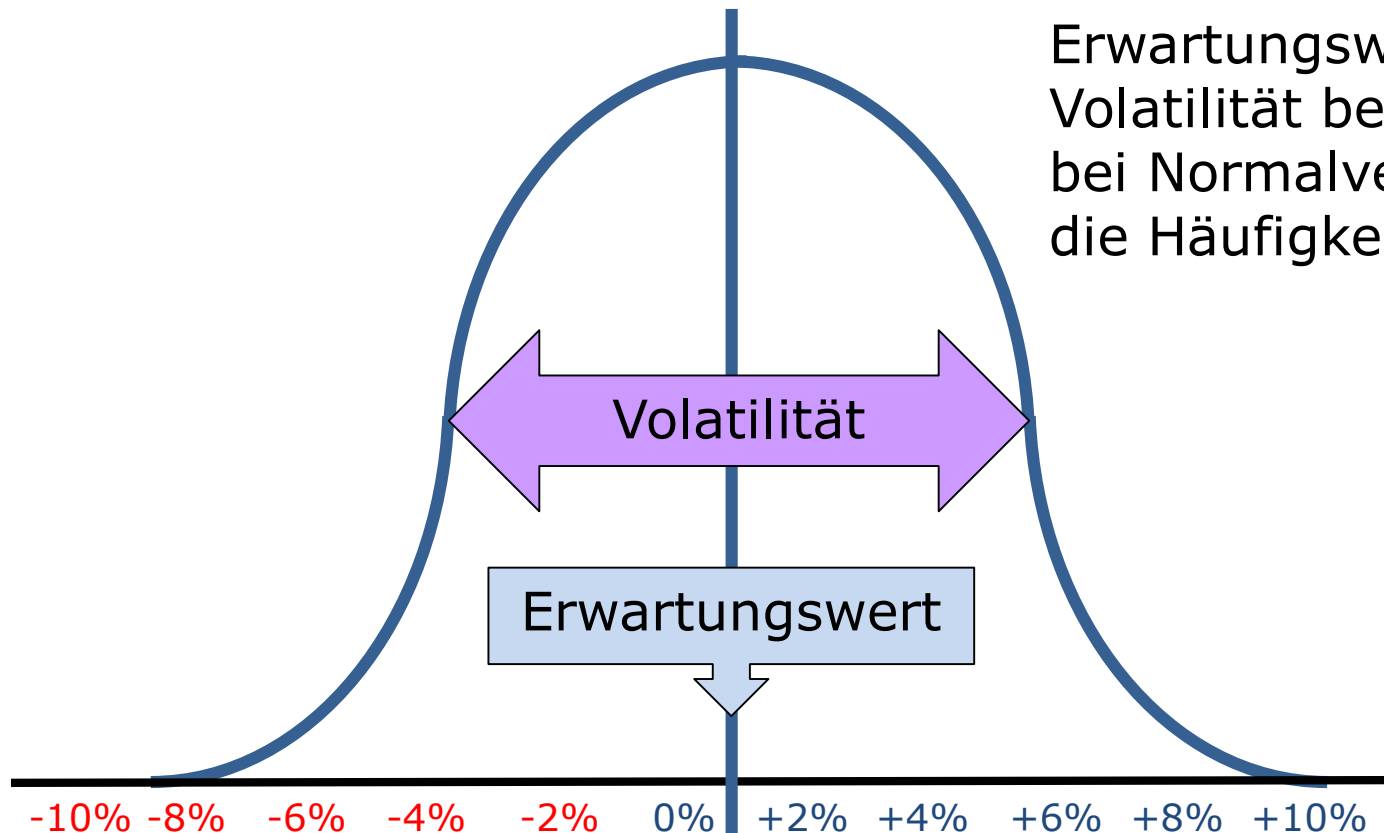 Erwartungsw
Volatilität be
bei Normalve
die Häufigke
Volatilität
Erwartungswert
-10% -8% -6% -4% -2% 0% +2% +4% +6% +8% +10%